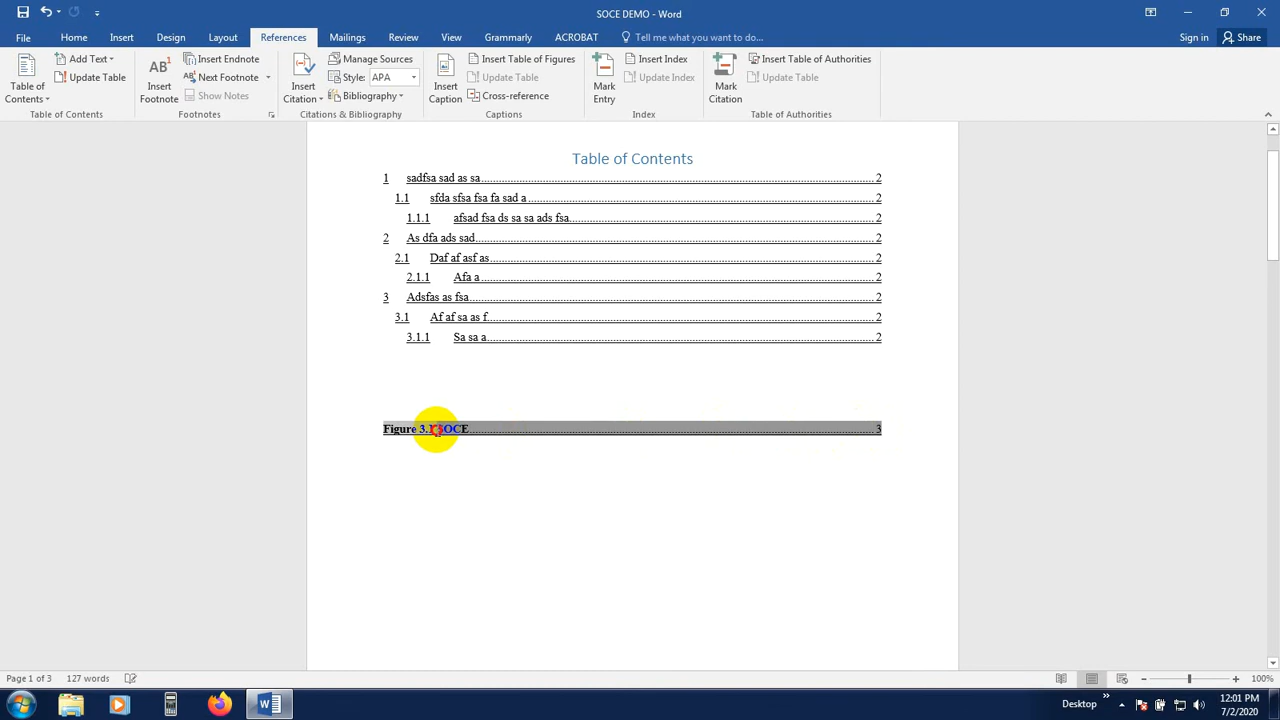 SOCE DEMO - Word
File Home Insert Design Layout References Mailings Review View Grammarly ACROBAT Tell me what you want to do... Sign in Share
Table of Contents
Add Text
Update Table
Table of Contents
AB1
Insert Footnote
Insert Endnote
Next Footnote
Show Notes
Footnotes
Insert Citation
Manage Sources
Style: APA
Bibliography
Citations & Bibliography
Insert Caption
Insert Table of Figures
Update Table
Cross-reference
Captions
Mark Entry
Insert Index
Update Index
Index
Mark Citation
Insert Table of Authorities
Update Table
Table of Authorities
Table of Contents
1 sadfsa sad as sa 2
1.1 sfda sfsa fsa fa sad a 2
1.1.1 afsad fsa ds sa sa ads fsa 2
2 As dfa ads sad 2
2.1 Daf af asf as 2
2.1.1 Afa a 2
3 Adsfas as fsa 2
3.1 Af af sa as f 2
3.1.1 Sa sa a 2
Figure SOCE 3
Page 1 of 3 127 words 100%
Desktop 12:01 PM
7/2/2020